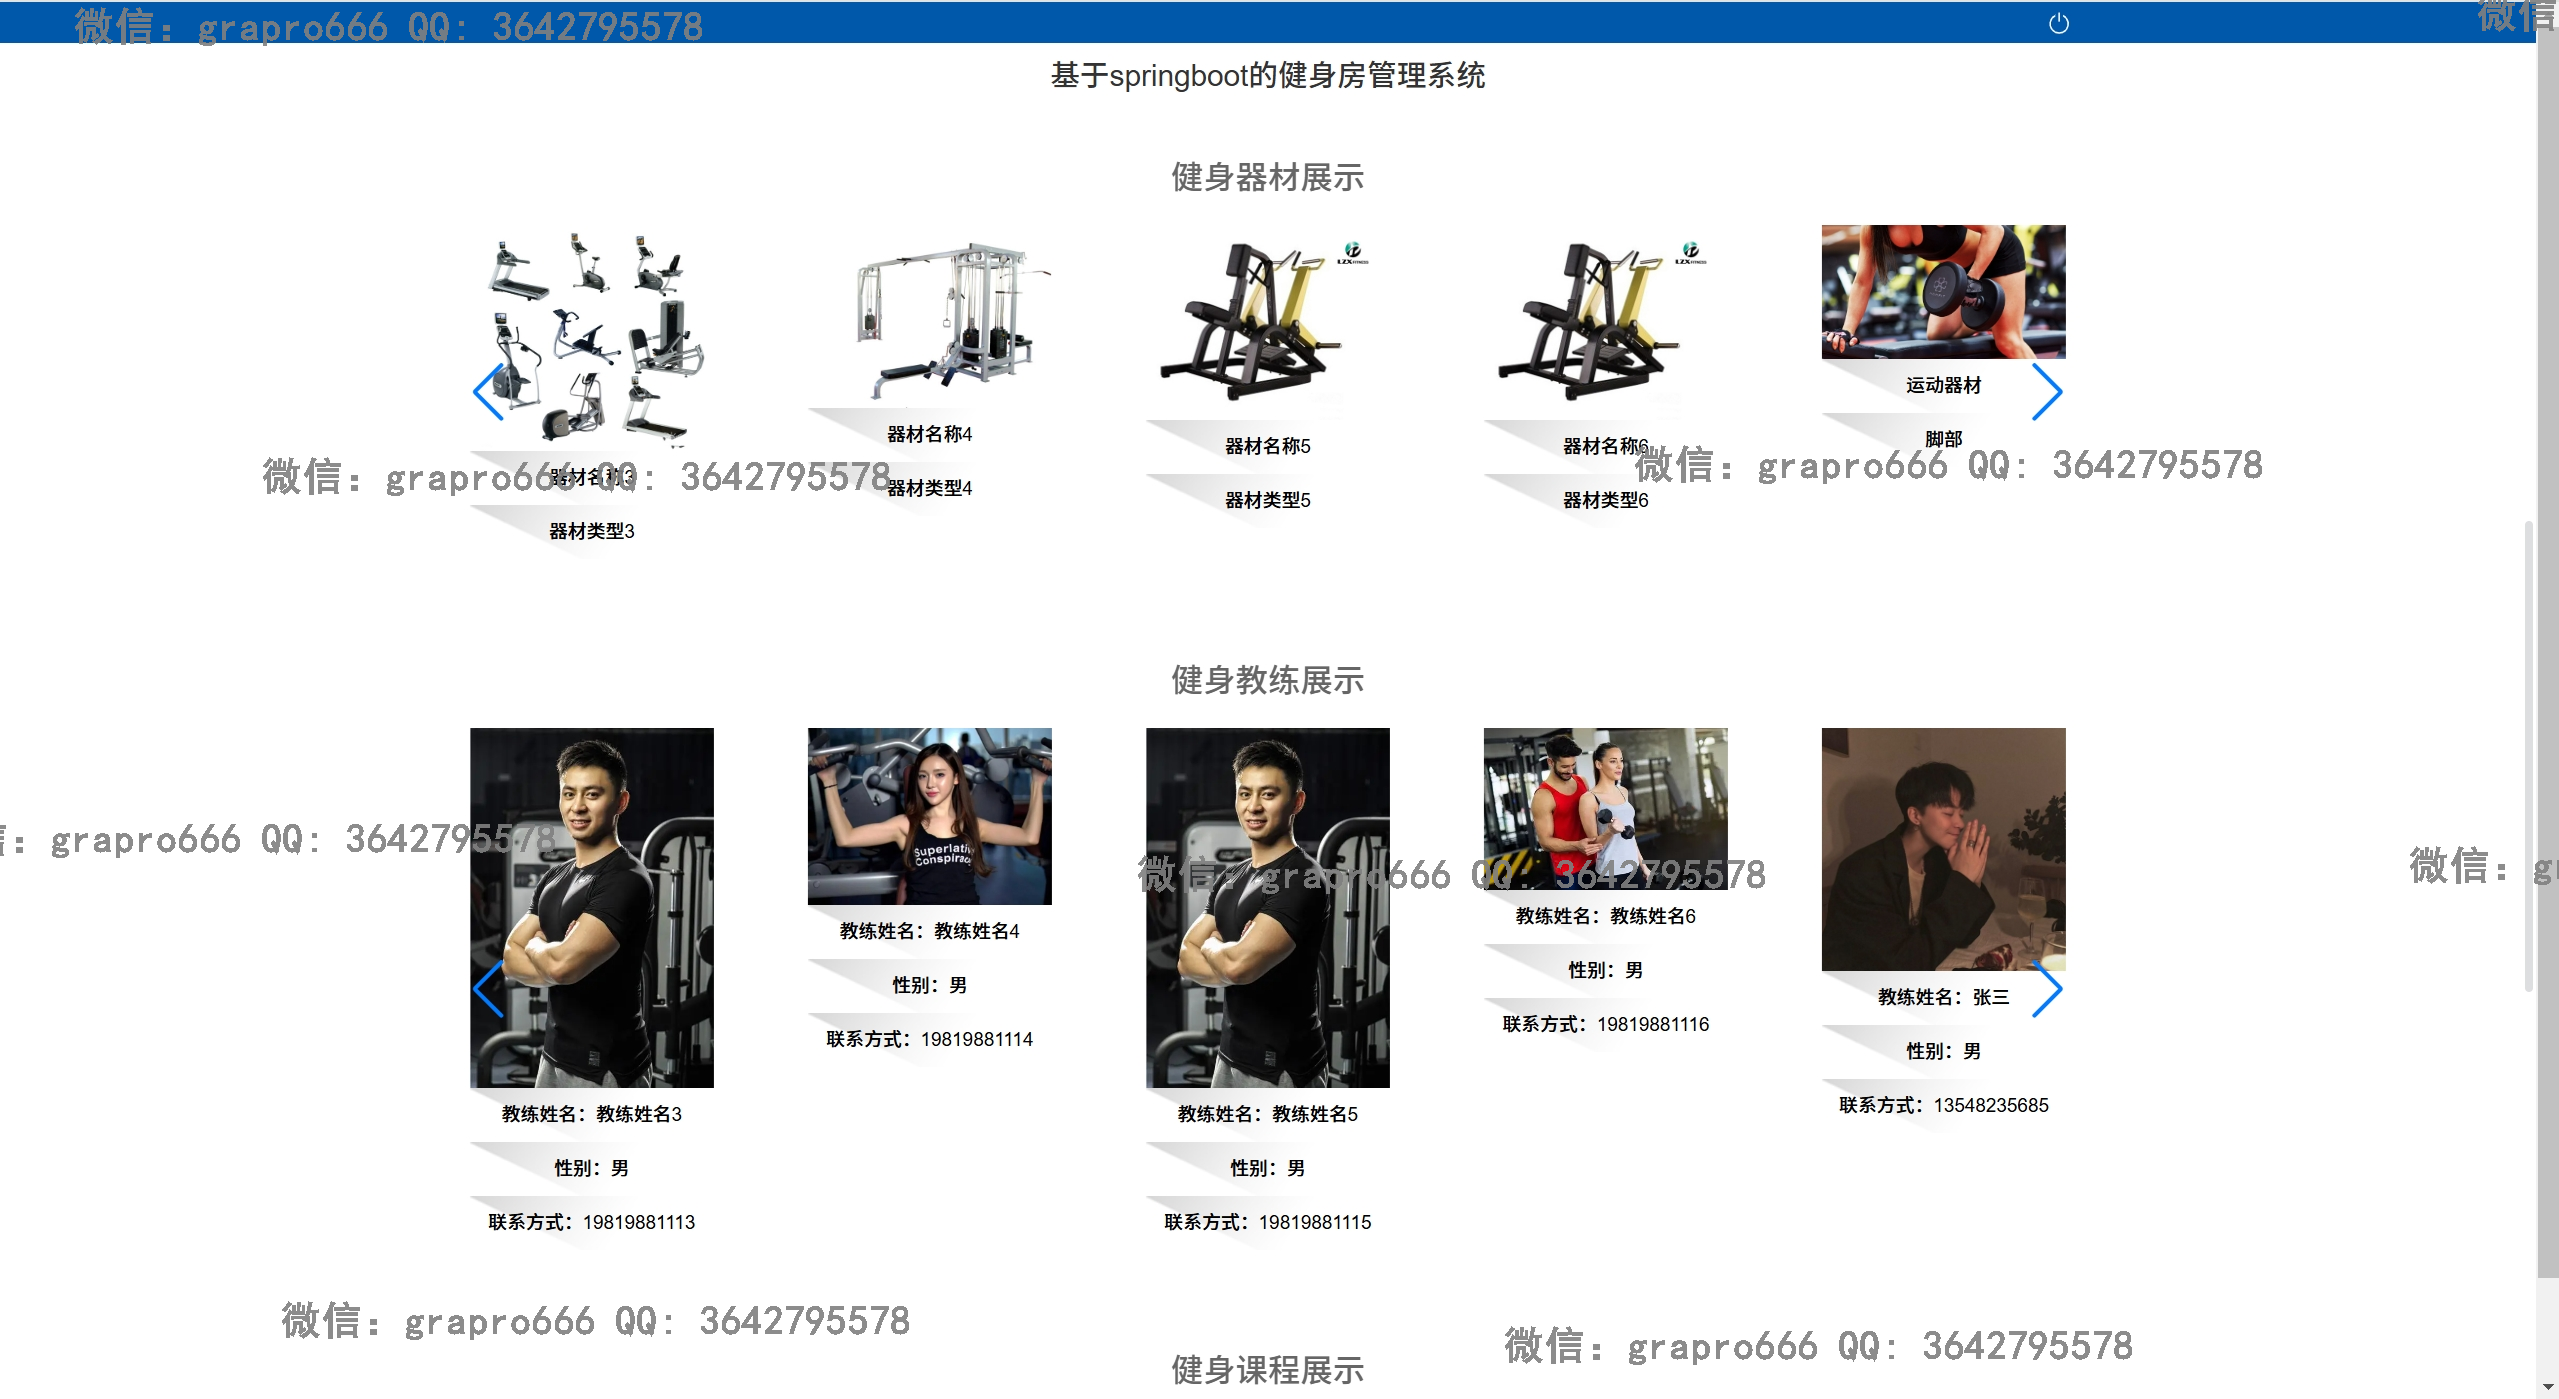 微信：grapro666 QQ: 3642795578
微信
基于springboot的健身房管理系统
健身器材展示
LZXFITNESS
LZXFITNESS
器材名称3
器材类型3
器材名称4
器材类型4
器材名称5
器材类型5
器材名称6
器材类型6
运动器材
脚部
微信：grapro666 QQ: 3642795578
微信：grapro666 QQ: 3642795578
健身教练展示
Superlative
Conspiracy
：grapro666 QQ: 3642795578
微信：grapro666 QQ: 3642795578
微信：gr
教练姓名：教练姓名3
性别：男
联系方式：19819881113
教练姓名：教练姓名4
性别：男
联系方式：19819881114
教练姓名：教练姓名5
性别：男
联系方式：19819881115
教练姓名：教练姓名6
性别：男
联系方式：19819881116
教练姓名：张三
性别：男
联系方式：13548235685
微信：grapro666 QQ: 3642795578
微信：grapro666 QQ: 3642795578
健身课程展示